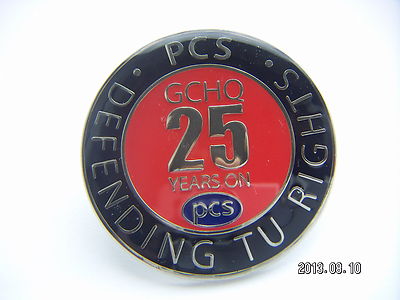 PCS
DEFENDING TU RIGHTS
GCHQ
25
YEARS ON
pcs
2013.09.10